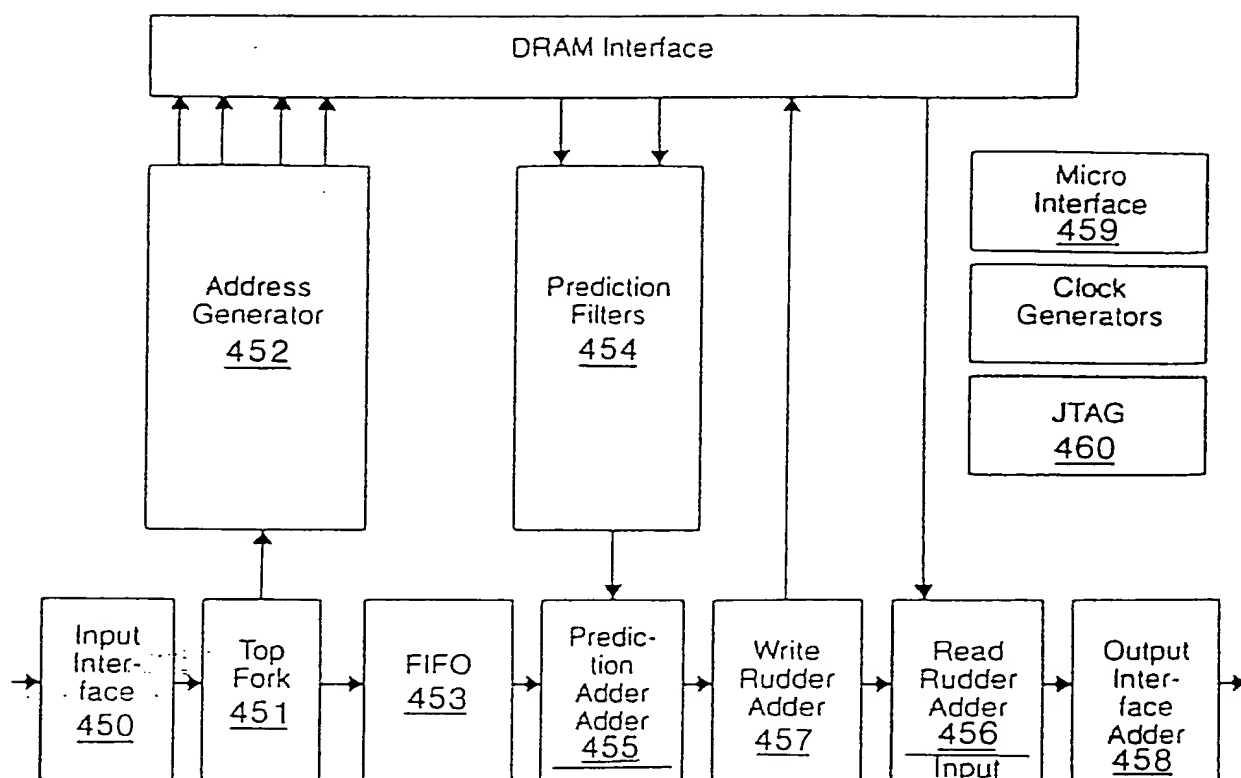 DRAM Interface
Micro
Interface
459
Address
Generator
452
Prediction
Filters
454
Clock
Generators
JTAG
460
Input
Inter-
face
450
Top
Fork
451
FIFO
453
Predic-
tion
Adder
Adder
455
Write
Rudder
Adder
457
Read
Rudder
Adder
456
Input
Output
Inter-
face
Adder
458